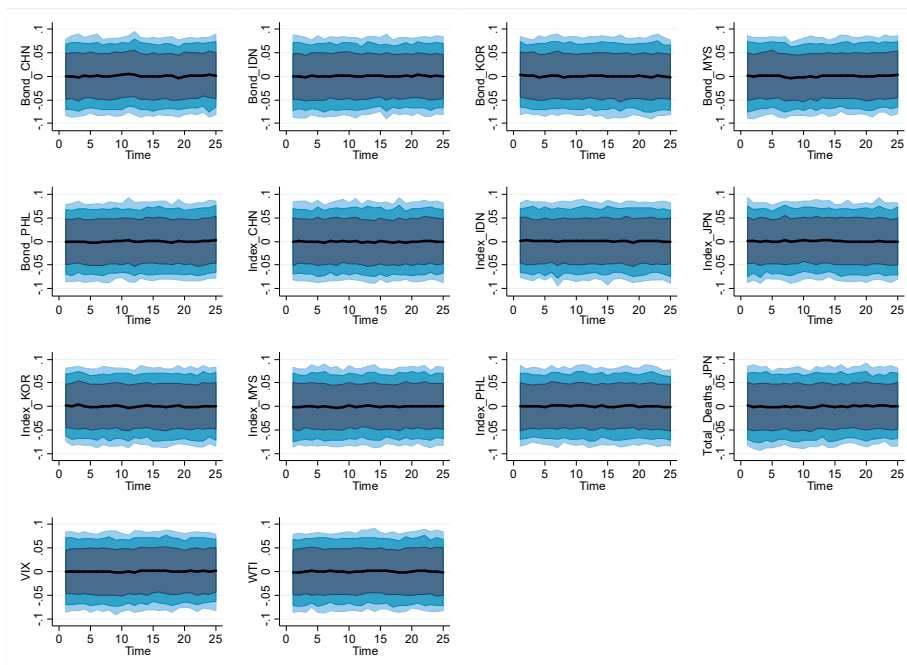 Bond_CHN
.1
.05
0
-.05
-.1
0 5 10 15 20 25
Time
Bond_IDN
.1
.05
0
-.05
-.1
0 5 10 15 20 25
Time
Bond_KOR
.1
.05
0
-.05
-.1
0 5 10 15 20 25
Time
Bond_MYS
.1
.05
0
-.05
-.1
0 5 10 15 20 25
Time
Bond_PHL
.1
.05
0
-.05
-.1
0 5 10 15 20 25
Time
Index_CHN
.1
.05
0
-.05
-.1
0 5 10 15 20 25
Time
Index_IDN
.1
.05
0
-.05
-.1
0 5 10 15 20 25
Time
Index_JPN
.1
.05
0
-.05
-.1
0 5 10 15 20 25
Time
Index_KOR
.1
.05
0
-.05
-.1
0 5 10 15 20 25
Time
Index_MYS
.1
.05
0
-.05
-.1
0 5 10 15 20 25
Time
Index_PHL
.1
.05
0
-.05
-.1
0 5 10 15 20 25
Time
Total_Deaths_JPN
.1
.05
0
-.05
-.1
0 5 10 15 20 25
Time
VIX
.1
.05
0
-.05
-.1
0 5 10 15 20 25
Time
WTI
.1
.05
0
-.05
-.1
0 5 10 15 20 25
Time